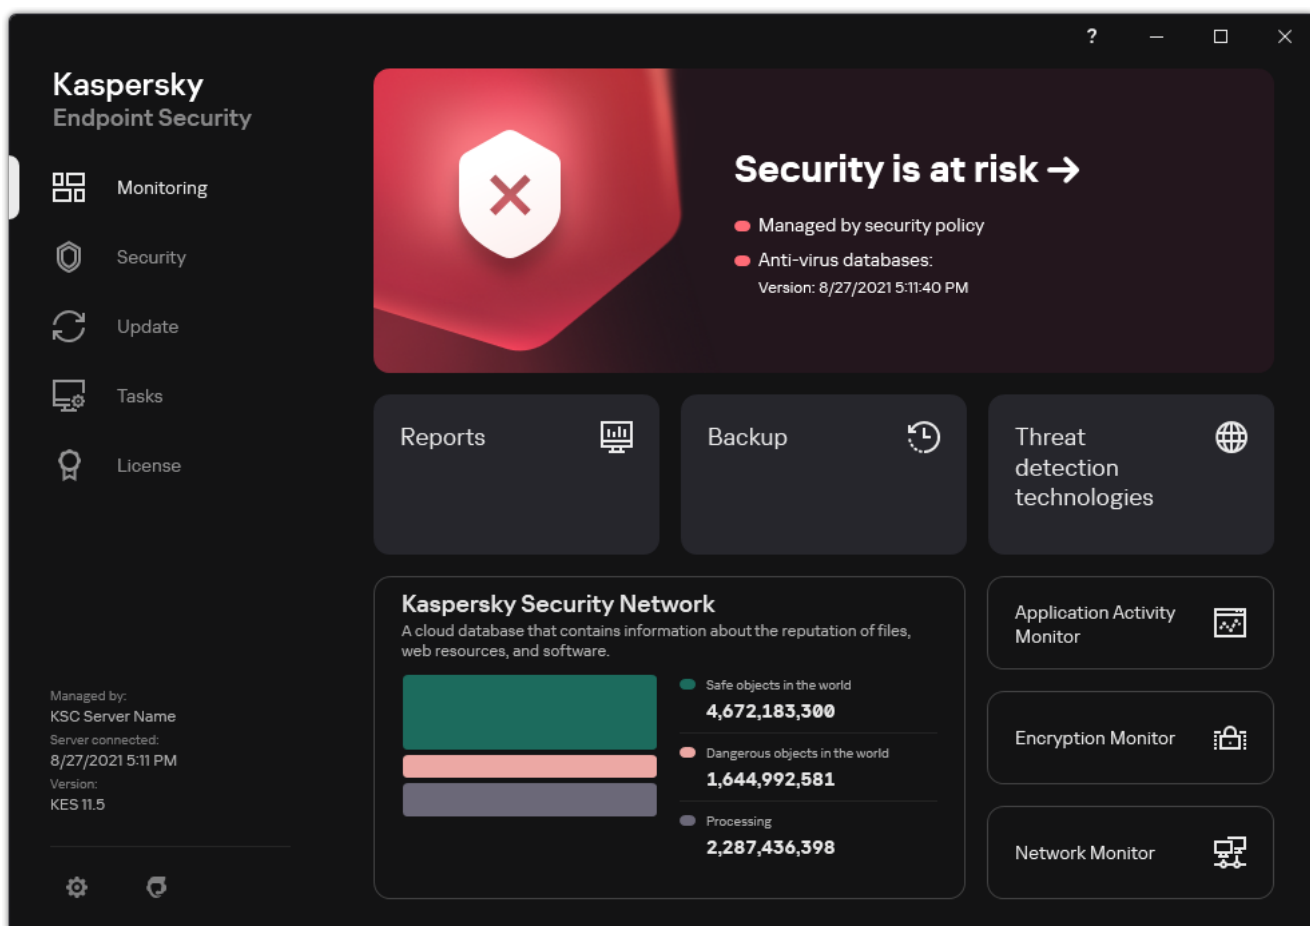 ?
Kaspersky
Endpoint Security
Monitoring
Security
Update
Tasks
License
Managed by:
KSC Server Name
Server connected:
8/27/2021 5:11 PM
Version:
KES 11.5
Security is at risk →
Managed by security policy
Anti-virus databases:
Version: 8/27/2021 5:11:40 PM
Reports
Backup
Threat
detection
technologies
Kaspersky Security Network
A cloud database that contains information about the reputation of files,
web resources, and software.
Safe objects in the world
4,672,183,300
Dangerous objects in the world
1,644,992,581
Processing
2,287,436,398
Application Activity
Monitor
Encryption Monitor
Network Monitor